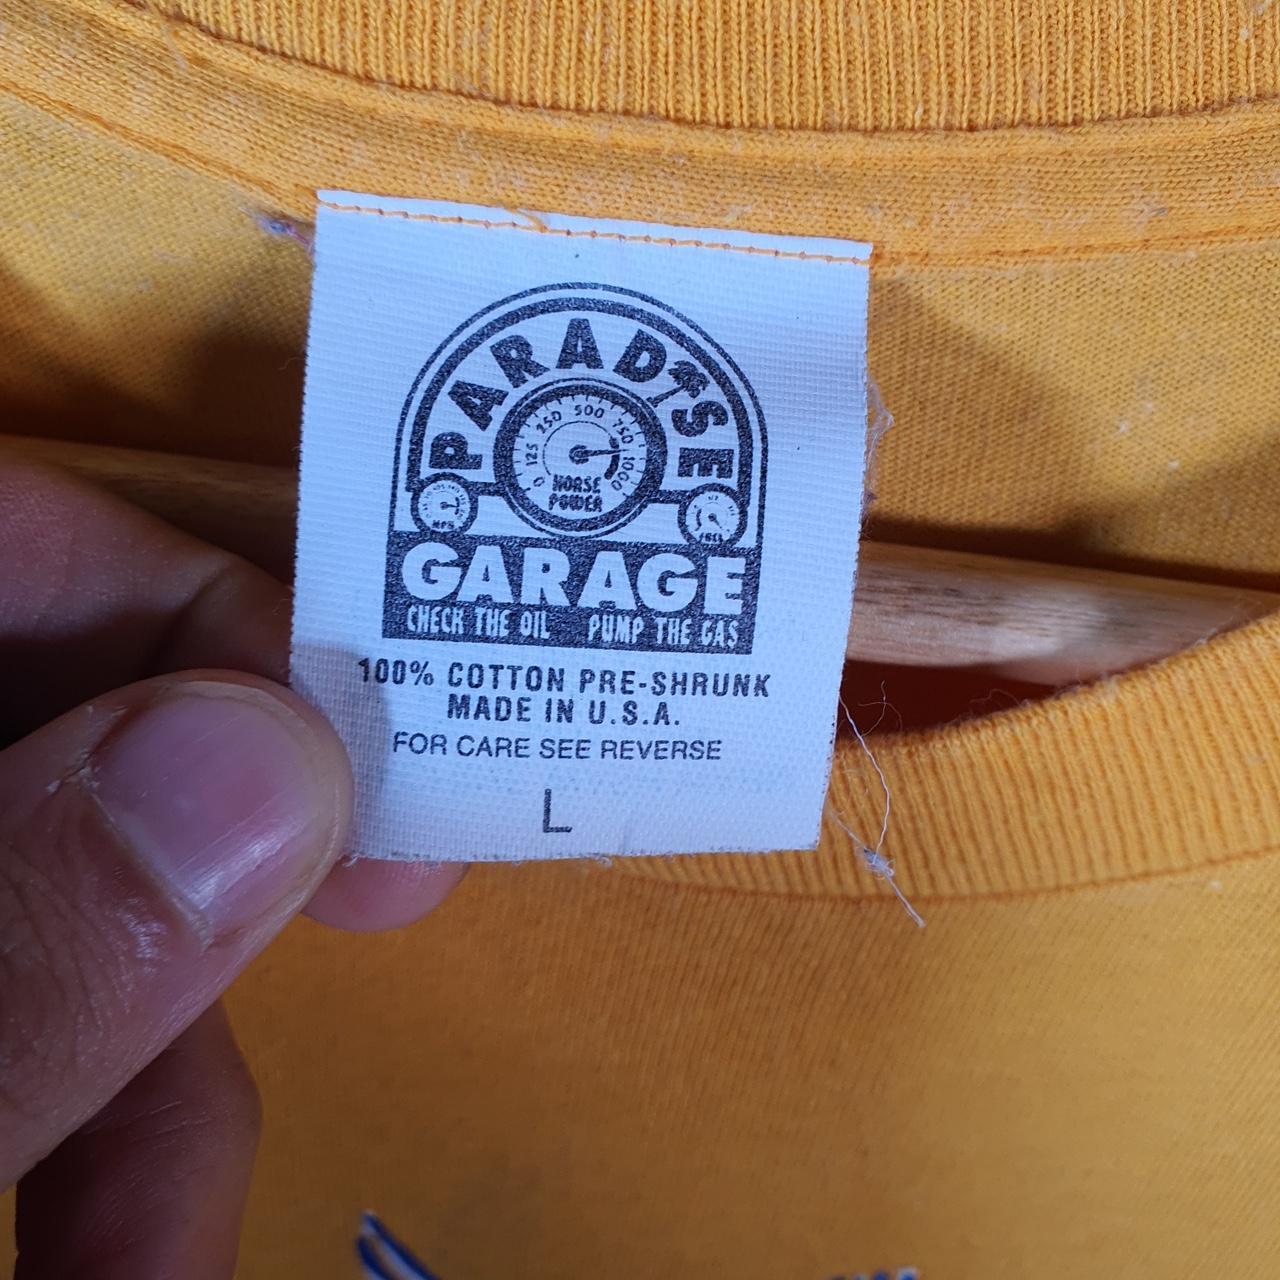 PARADISE
0 125 250 500 750 1000
HORSE
POWER
MPH
GARAGE
CHECK THE OIL PUMP THE GAS
100% COTTON PRE-SHRUNK
MADE IN U.S.A.
FOR CARE SEE REVERSE
L